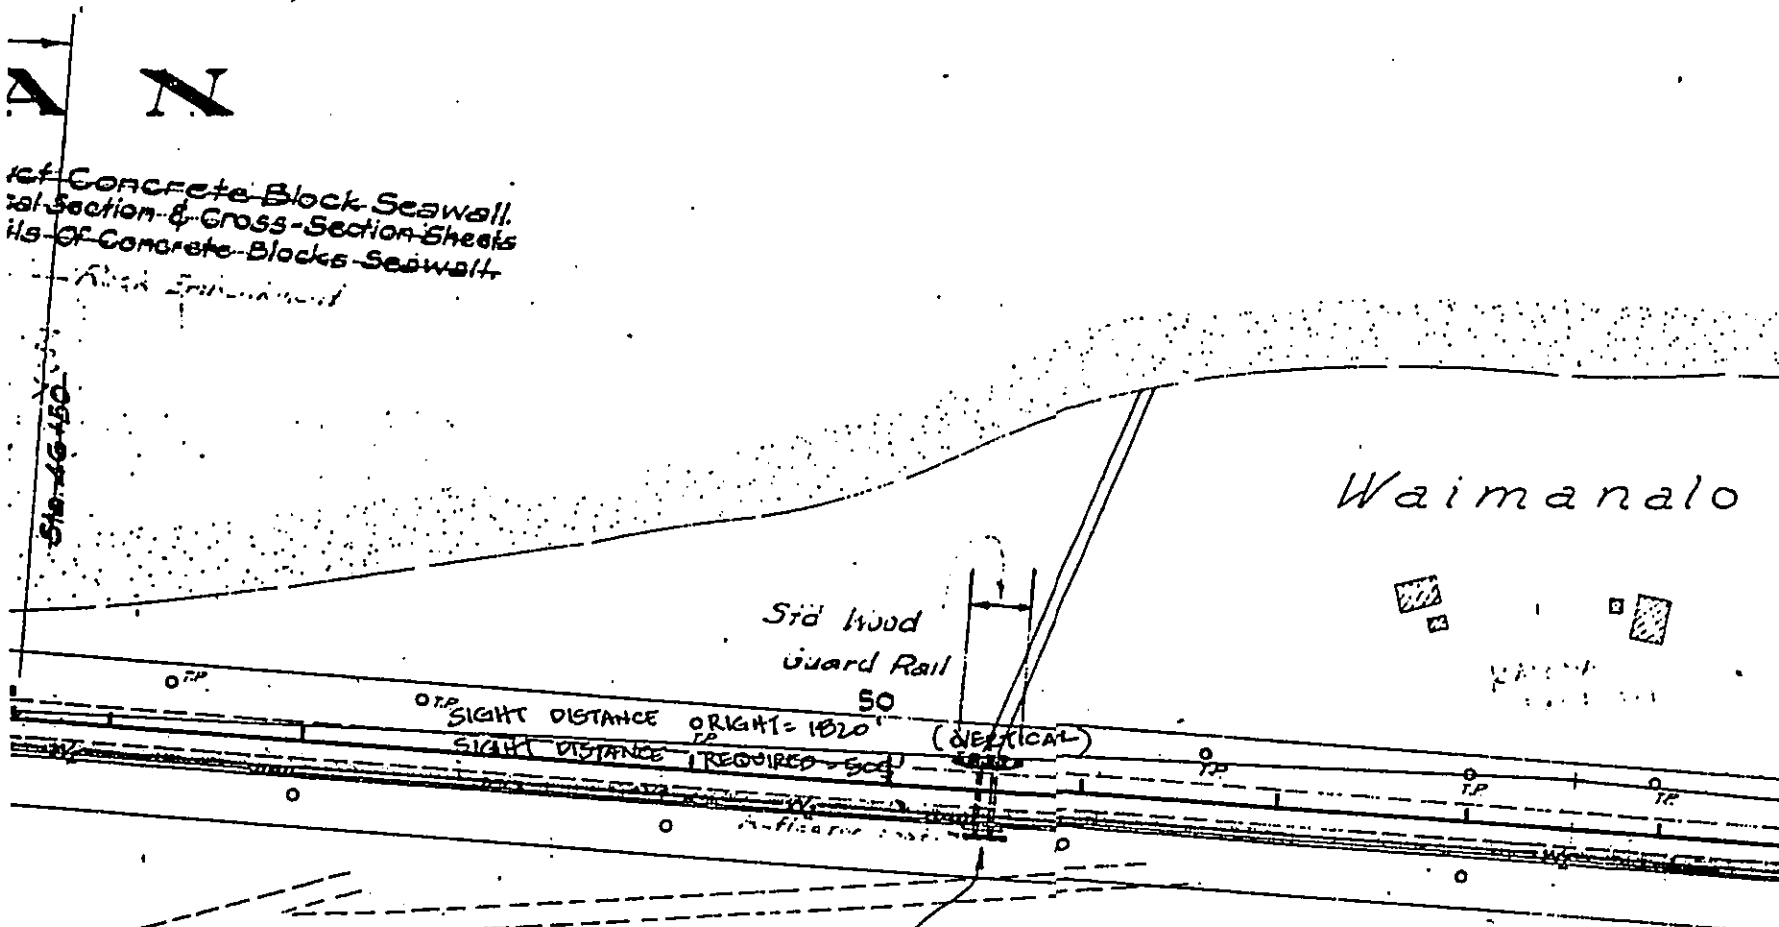 A N
Concrete Block Seawall.
Section & Cross-Section Sheets
Of Concrete Blocks Seawall.
Sta. 46+50
Waimanalo
Std Wood
Guard Rail
50
T.P.
T.P.
SIGHT DISTANCE RIGHT = 1820' (VERTICAL)
T.P.
SIGHT DISTANCE REQUIRED = 500'
T.P.
T.P.
T.P.